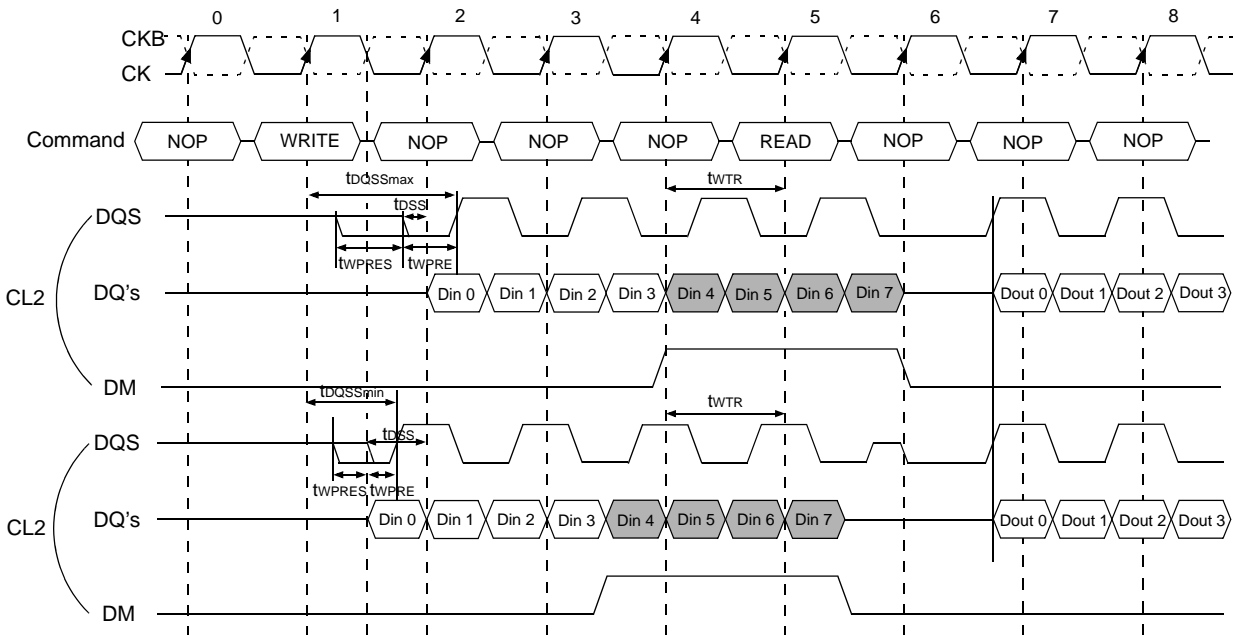 0 1 2 3 4 5 6 7 8
CKB
CK
Command NOP WRITE NOP NOP NOP READ NOP NOP NOP
tDQSSmax tWTR
tDSS
DQS
tWPRES tWPRE
CL2
DQ's Din 0 Din 1 Din 2 Din 3 Din 4 Din 5 Din 6 Din 7 Dout 0 Dout 1 Dout 2 Dout 3
DM
tDQSSmin tWTR
DQS tDSS
tWPRES tWPRE
CL2
DQ's Din 0 Din 1 Din 2 Din 3 Din 4 Din 5 Din 6 Din 7 Dout 0 Dout 1 Dout 2 Dout 3
DM